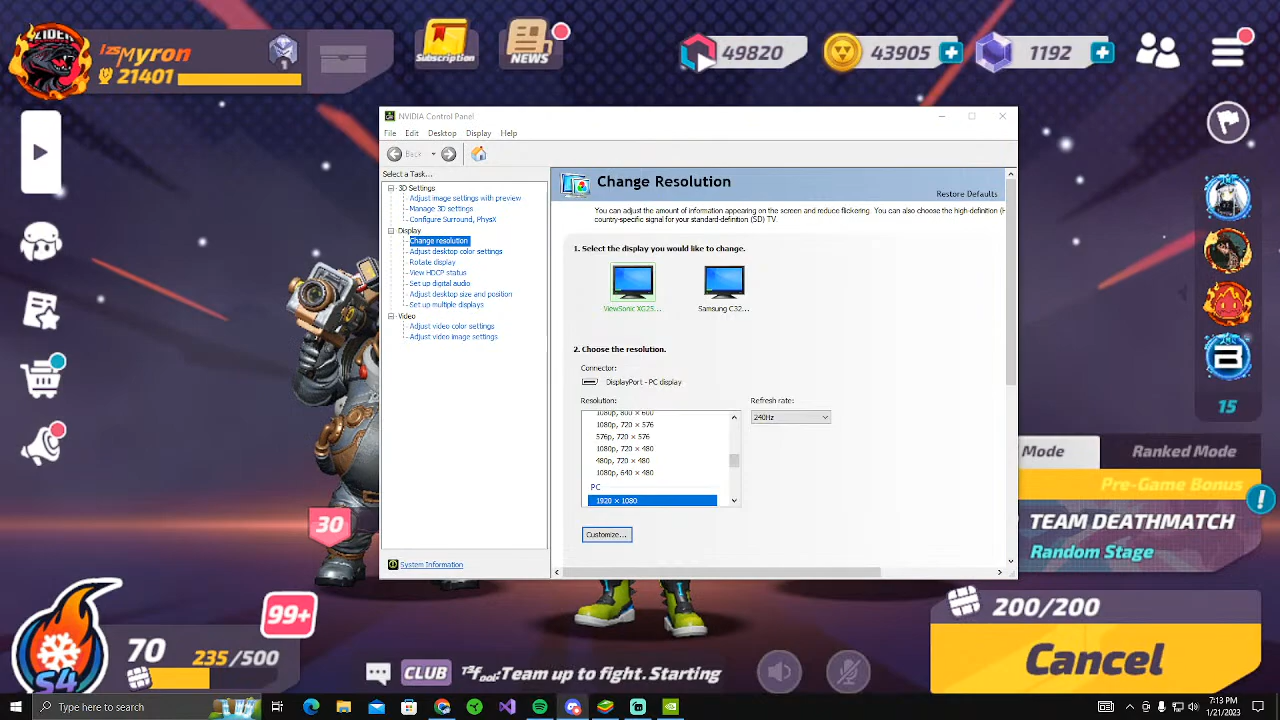 I²SMyron
21401
1
Subscription
NEWS
49820
43905
1192
NVIDIA Control Panel
File Edit Desktop Display Help
Back
Select a Task...
3D Settings
Adjust image settings with preview
Manage 3D settings
Configure Surround, PhysX
Display
Change resolution
Adjust desktop color settings
Rotate display
View HDCP status
Set up digital audio
Adjust desktop size and position
Set up multiple displays
Video
Adjust video color settings
Adjust video image settings
System Information
Change Resolution
Restore Defaults
You can adjust the amount of information appearing on the screen and reduce flickering. You can also choose the high-definition (H
country-specific signal for your standard-definition (SD) TV.
1. Select the display you would like to change.
ViewSonic XG25...
Samsung C32...
2. Choose the resolution.
Connector:
DisplayPort - PC display
Resolution:
Refresh rate:
1080p, 800 × 600
240Hz
1080p, 720 × 576
576p, 720 × 576
1080p, 720 × 480
480p, 720 × 480
1080p, 640 × 480
PC
1920 × 1080
Customize...
15
Mode
Ranked Mode
Pre-Game Bonus
!
TEAM DEATHMATCH
Random Stage
200/200
Cancel
30
99+
70
235/500
S4
CLUB
T³Fool:Team up to fight. Starting
Type here to search
7:13 PM
1/21/2023